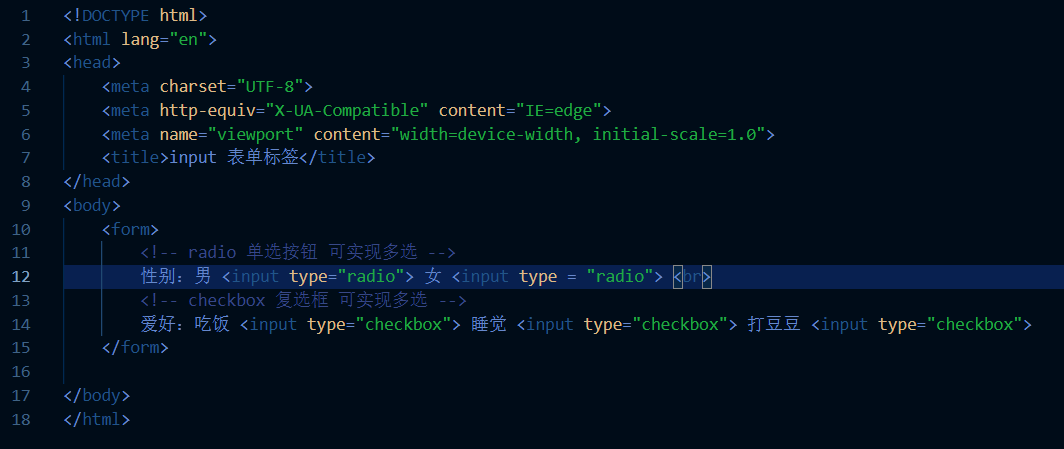 1 <!DOCTYPE html>
2 <html lang="en">
3 <head>
4 <meta charset="UTF-8">
5 <meta http-equiv="X-UA-Compatible" content="IE=edge">
6 <meta name="viewport" content="width=device-width, initial-scale=1.0">
7 <title>input 表单标签</title>
8 </head>
9 <body>
10 <form>
11 <!-- radio 单选按钮 可实现多选 -->
12 性别：男 <input type="radio"> 女 <input type = "radio"> <br>
13 <!-- checkbox 复选框 可实现多选 -->
14 爱好：吃饭 <input type="checkbox"> 睡觉 <input type="checkbox"> 打豆豆 <input type="checkbox">
15 </form>
16
17 </body>
18 </html>